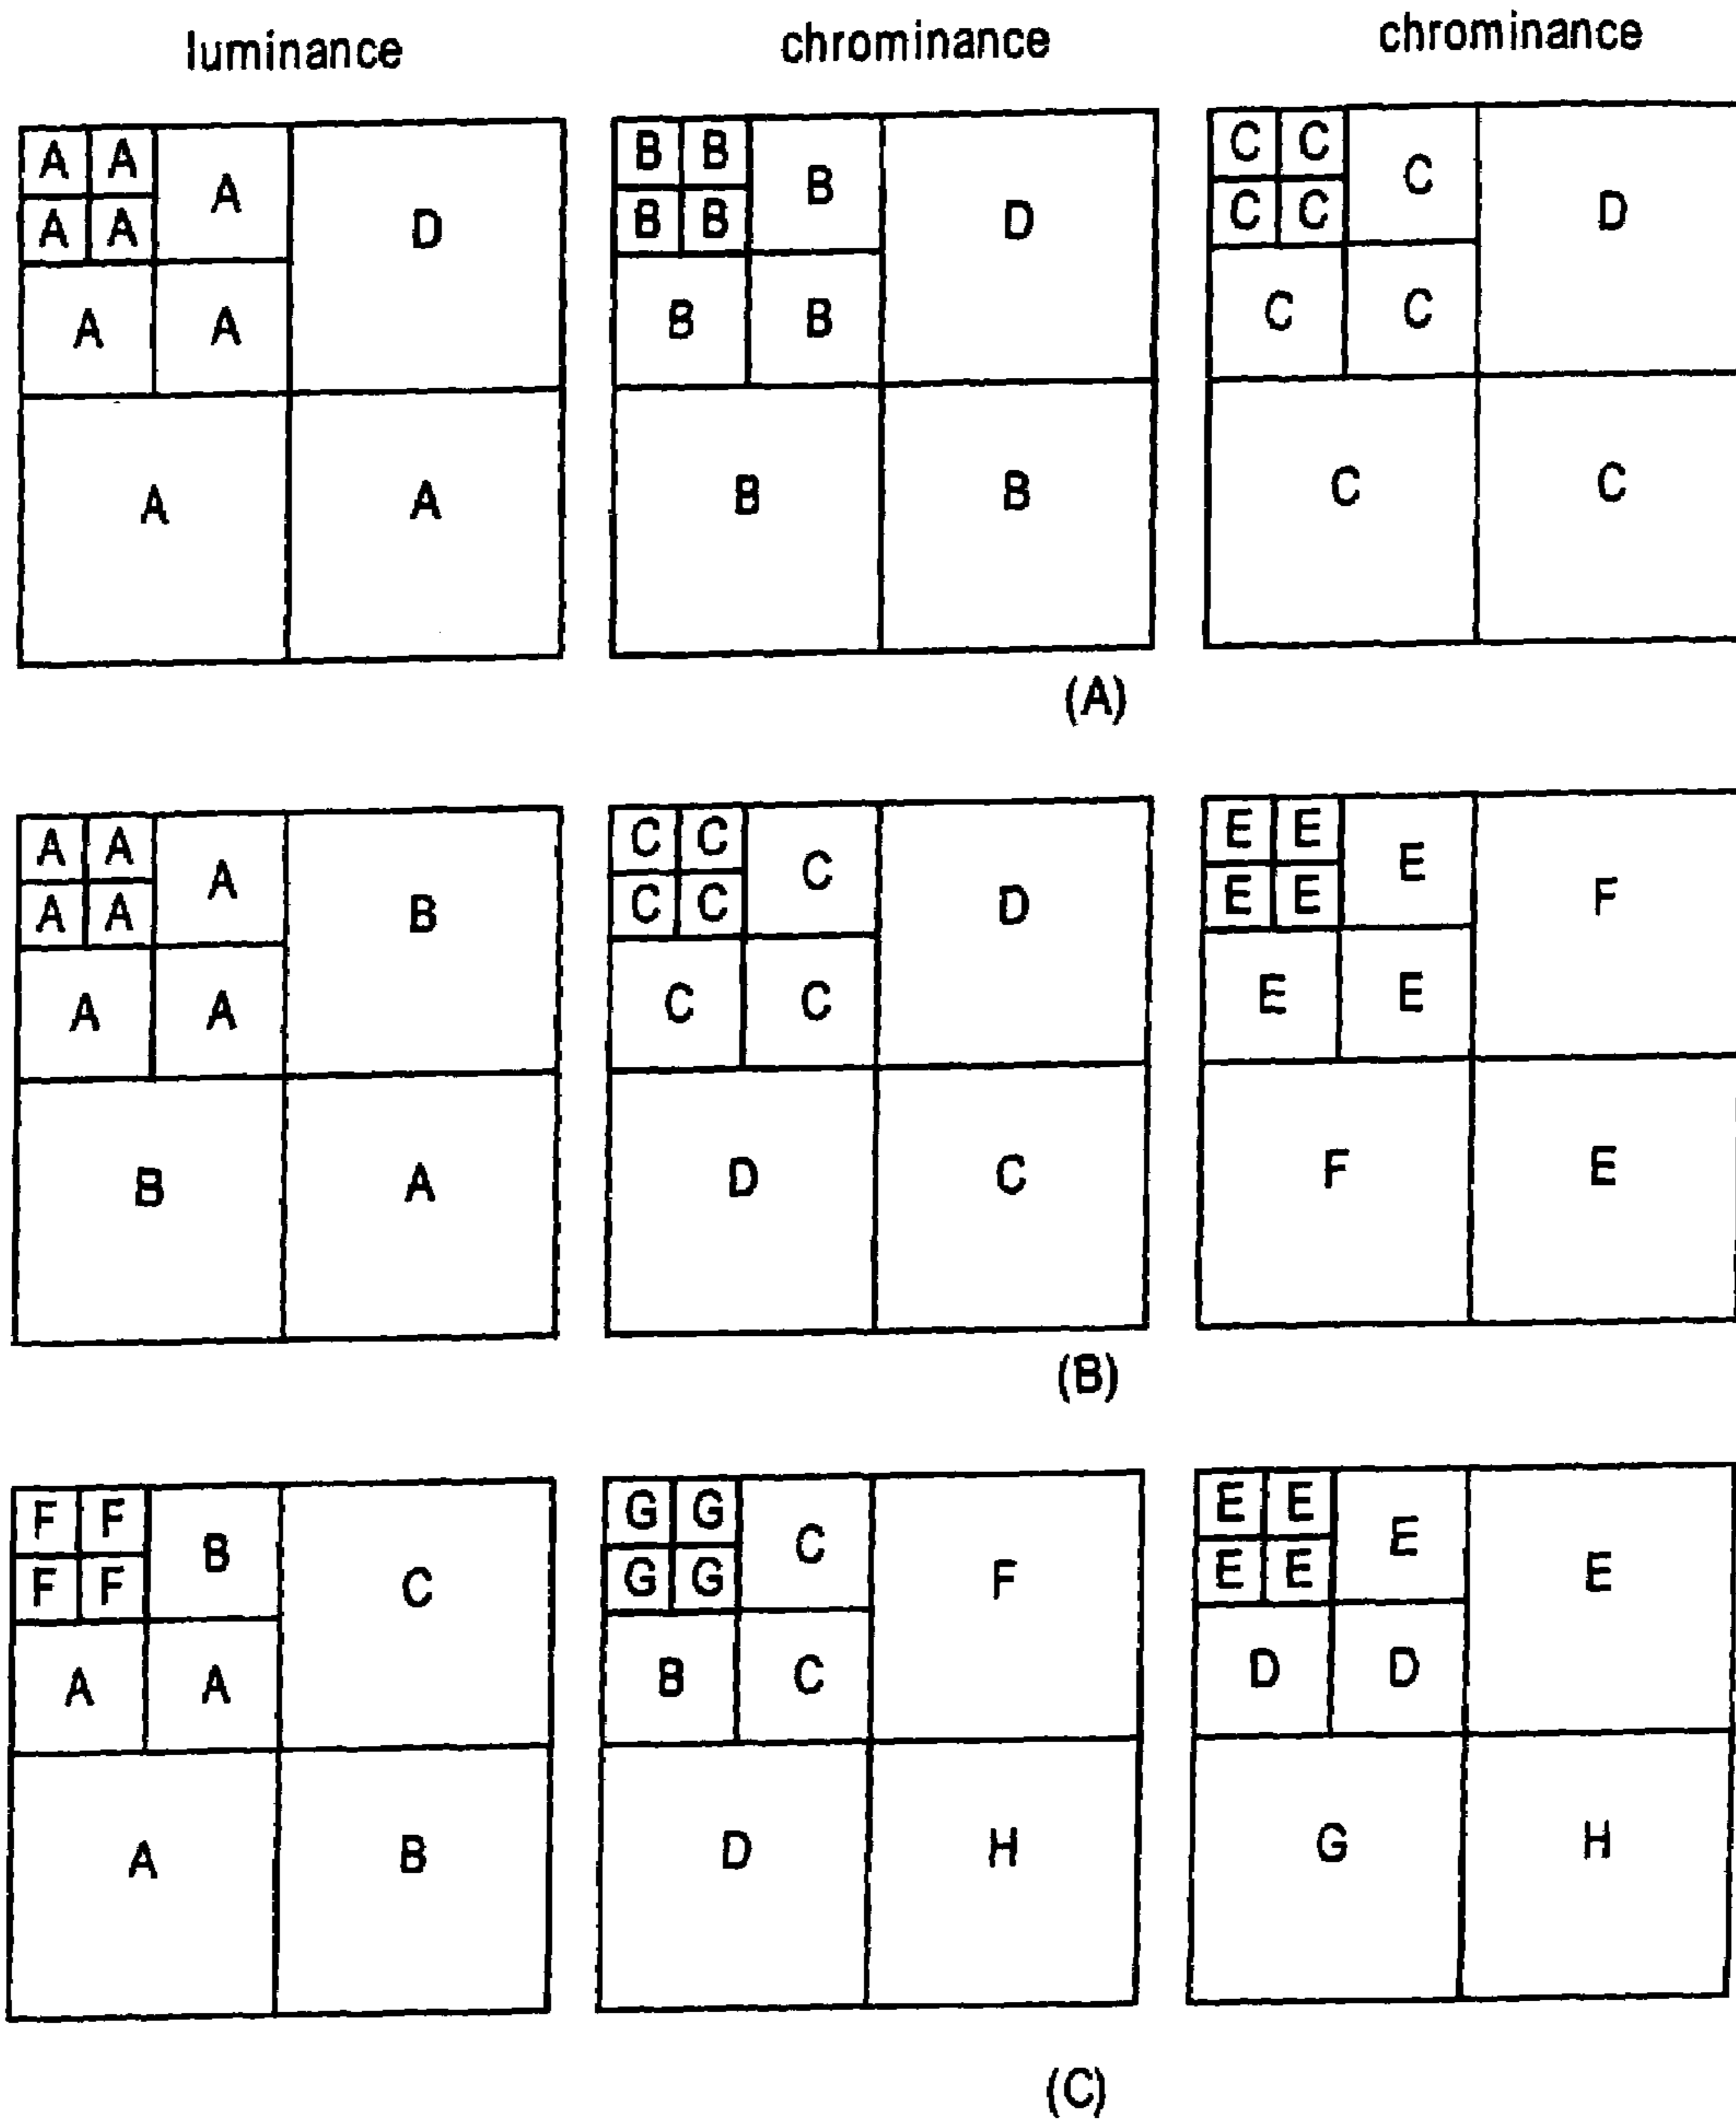 luminance chrominance chrominance
A A A D B B B D C C C D
A A B B C C
A A B B C C
A A B B C C
(A)
A A A B C C C D E E E F
A A C C E E
A A C C E E
B A D C F E
(B)
F F B C G G C F E E E E
F F G G E E
A A B C D D
A B D H G H
(C)